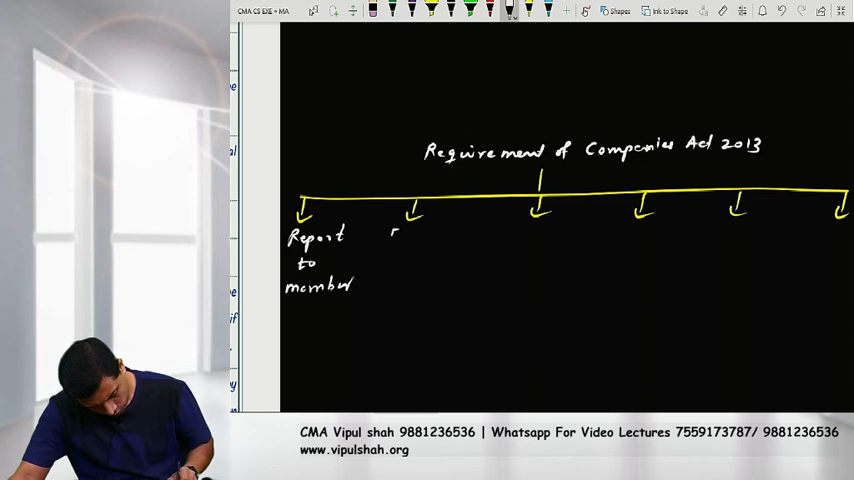 CMA CS EXE » MA
Shapes
Ink to Shape
Requirement of Companies Act 2013
Report
to
member
CMA Vipul shah 9881236536 | Whatsapp For Video Lectures 7559173787/ 9881236536
www.vipulshah.org